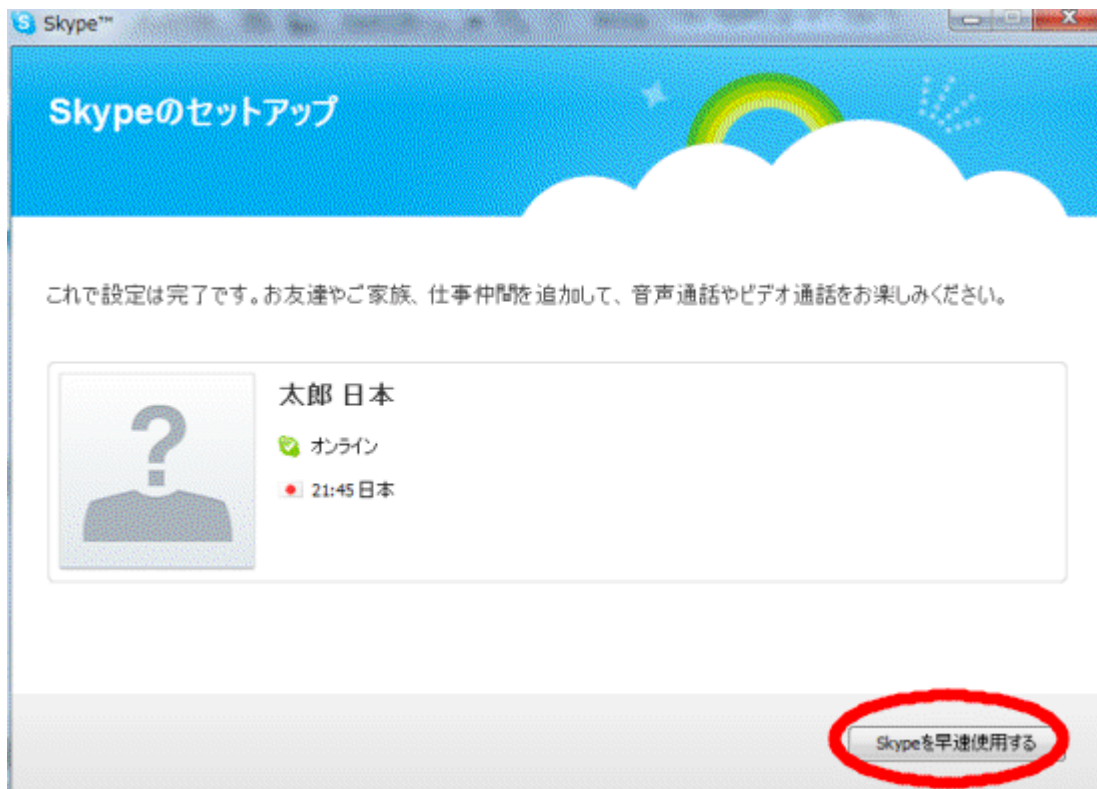 Skype™
Skypeのセットアップ
これで設定は完了です。お友達やご家族、仕事仲間を追加して、音声通話やビデオ通話をお楽しみください。
太郎 日本
オンライン
21:45 日本
Skypeを早速使用する